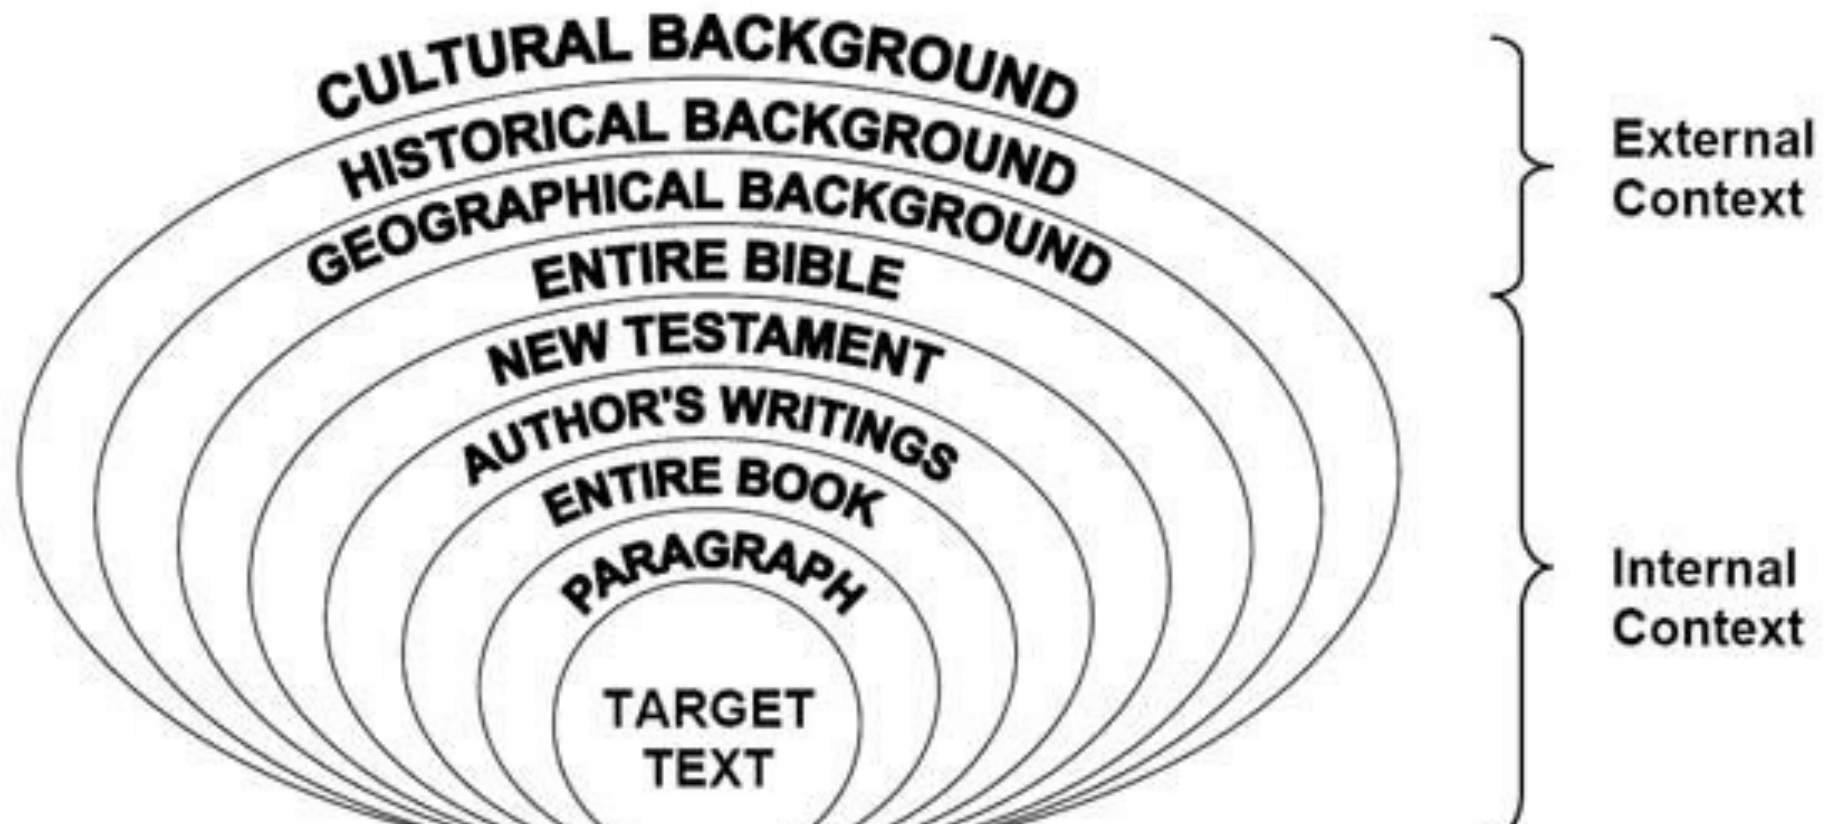 CULTURAL BACKGROUND
HISTORICAL BACKGROUND
GEOGRAPHICAL BACKGROUND
ENTIRE BIBLE
NEW TESTAMENT
AUTHOR'S WRITINGS
ENTIRE BOOK
PARAGRAPH
TARGET
TEXT
External
Context
Internal
Context